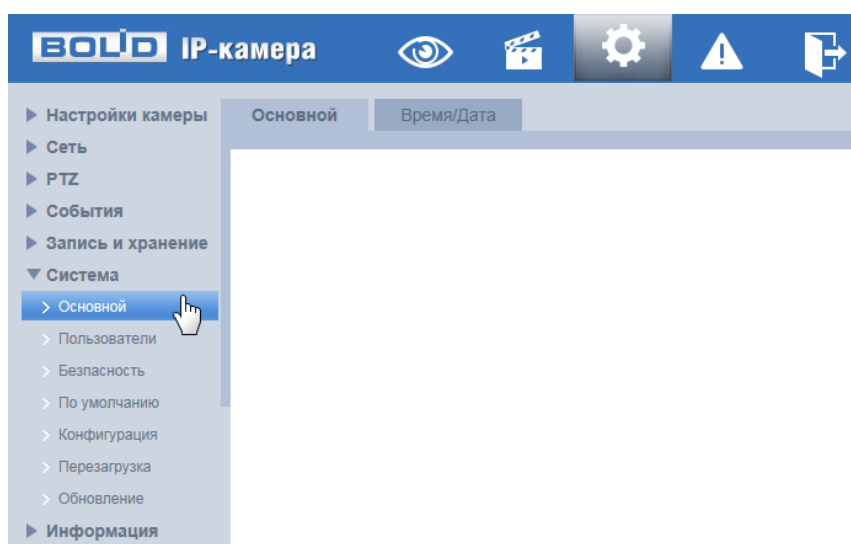 BOLID IP-камера
Основной Время/Дата
Настройки камеры
Сеть
PTZ
События
Запись и хранение
Система
Основной
Пользователи
Безпасность
По умолчанию
Конфигурация
Перезагрузка
Обновление
Информация